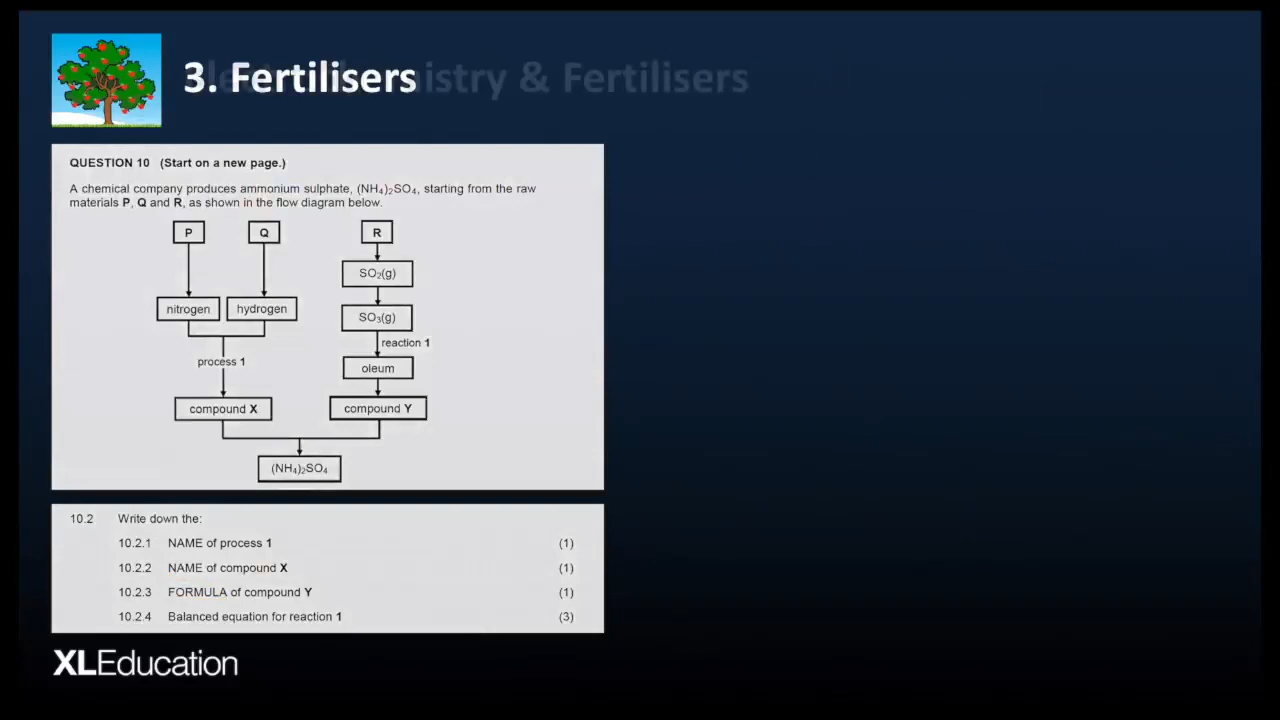 3. Fertilisers
QUESTION 10 (Start on a new page.)
A chemical company produces ammonium sulphate, (NH₄)₂SO₄, starting from the raw
materials P, Q and R, as shown in the flow diagram below.
P Q R
SO₂(g)
nitrogen hydrogen
SO₃(g)
reaction 1
process 1
oleum
compound X compound Y
(NH₄)₂SO₄
10.2 Write down the:
10.2.1 NAME of process 1 (1)
10.2.2 NAME of compound X (1)
10.2.3 FORMULA of compound Y (1)
10.2.4 Balanced equation for reaction 1 (3)
XLEducation